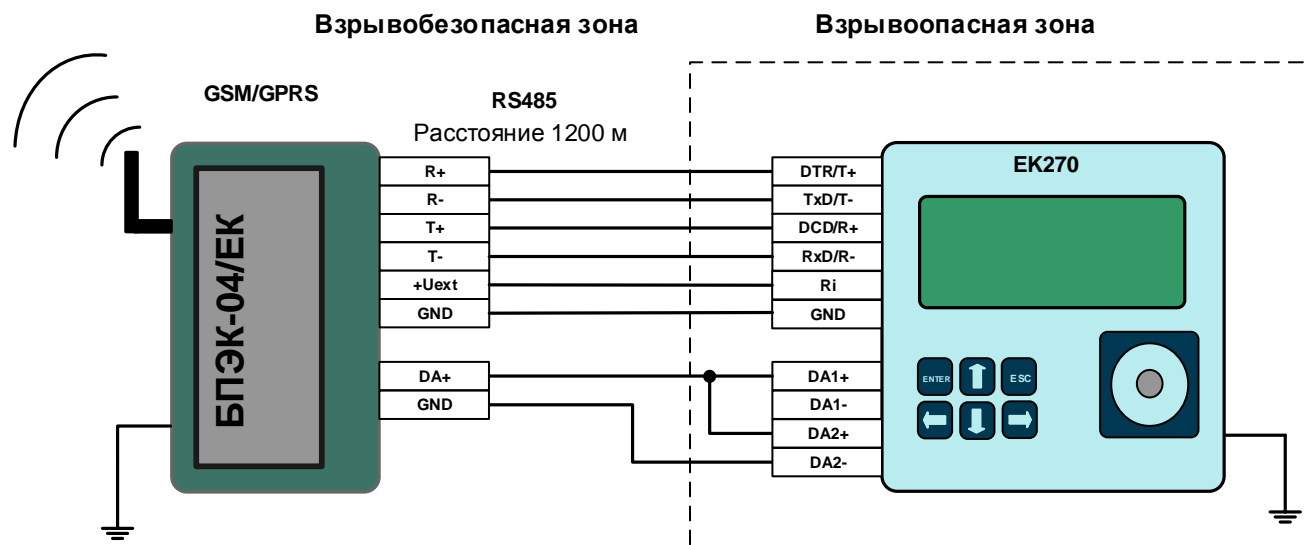 Взрывобезопасная зона
Взрывоопасная зона
GSM/GPRS
RS485
Расстояние 1200 м
БПЭК-04/ЕК
R+
R-
T+
T-
+Uext
GND
DA+
GND
DTR/T+
TxD/T-
DCD/R+
RxD/R-
Ri
GND
DA1+
DA1-
DA2+
DA2-
EK270
ENTER
ESC